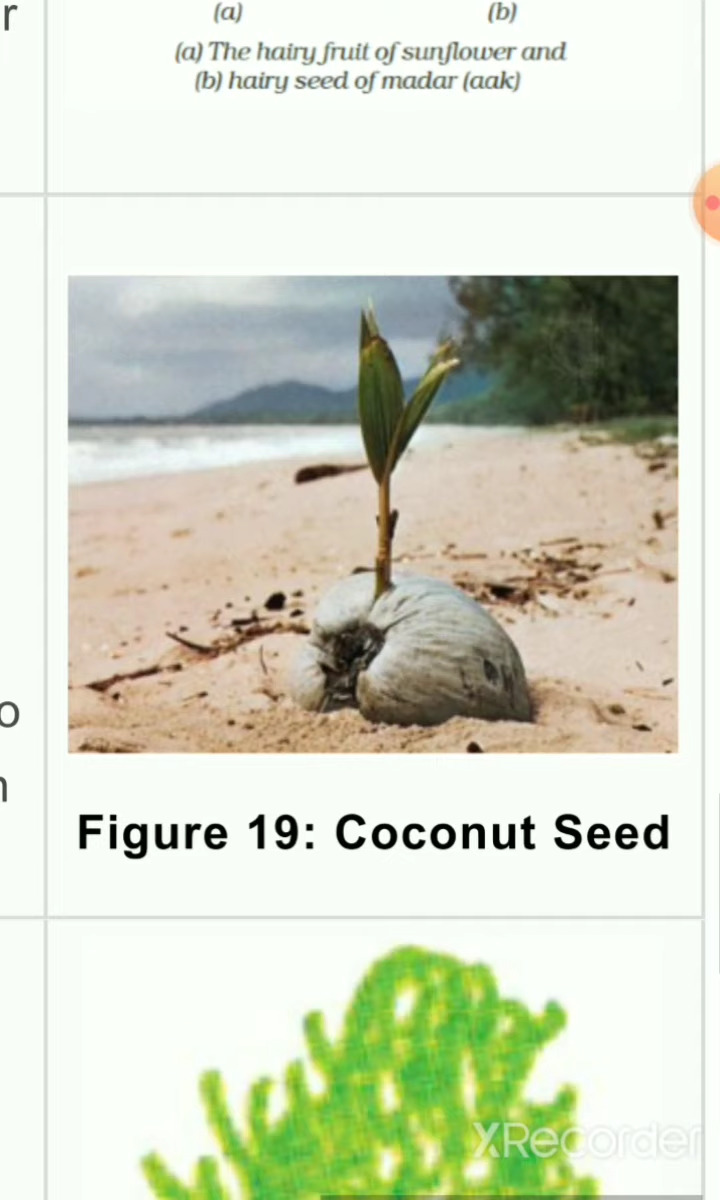 r
(a) (b)
(a) The hairy fruit of sunflower and
(b) hairy seed of madar (aak)
o
n
Figure 19: Coconut Seed
XRecorder